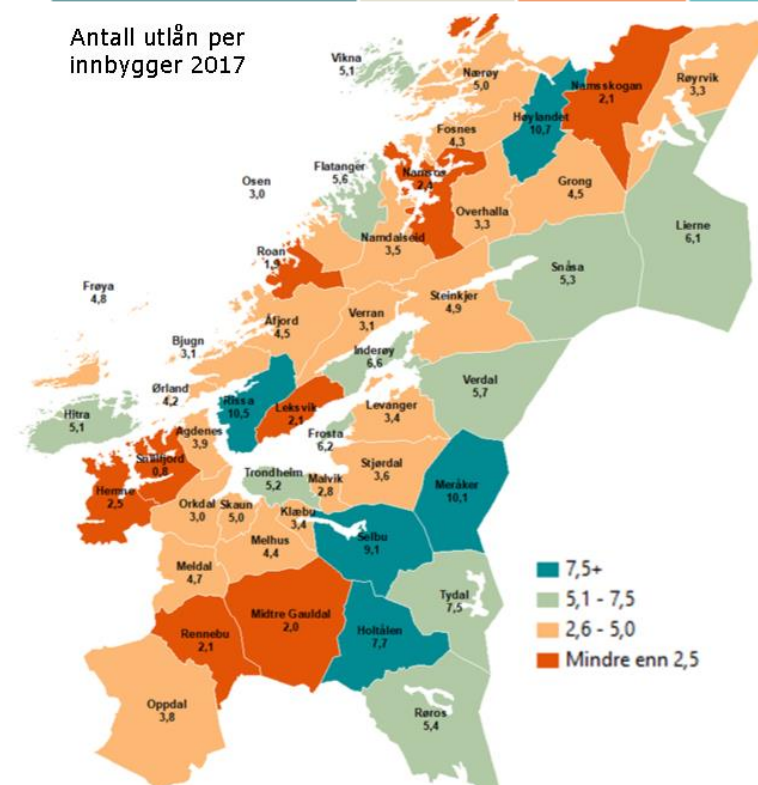 Antall utlån per
innbygger 2017
Vikna
5,1
Nærøy
5,0
Namsskogan
2,1
Røyrvik
3,3
Høylandet
10,7
Fosnes
4,3
Flatanger
5,6
Namsos
2,4
Grong
4,5
Osen
3,0
Overhalla
3,3
Lierne
6,1
Namdalseid
3,5
Roan
1,9
Snåsa
5,3
Frøya
4,8
Steinkjer
4,9
Verran
3,1
Åfjord
4,5
Bjugn
3,1
Inderøy
6,6
Verdal
5,7
Ørland
4,2
Rissa
10,5
Leksvik
2,1
Levanger
3,4
Hitra
5,1
Agdenes
3,9
Frosta
6,2
Snillfjord
0,8
Stjørdal
3,6
Trondheim
5,2
Malvik
2,8
Meråker
10,1
Hemne
2,5
Orkdal
3,0
Skaun
5,0
Klæbu
3,4
Melhus
4,4
Selbu
9,1
Meldal
4,7
Tydal
7,5
Midtre Gauldal
2,0
Rennebu
2,1
Holtålen
7,7
Oppdal
3,8
Røros
5,4
7,5+
5,1 - 7,5
2,6 - 5,0
Mindre enn 2,5